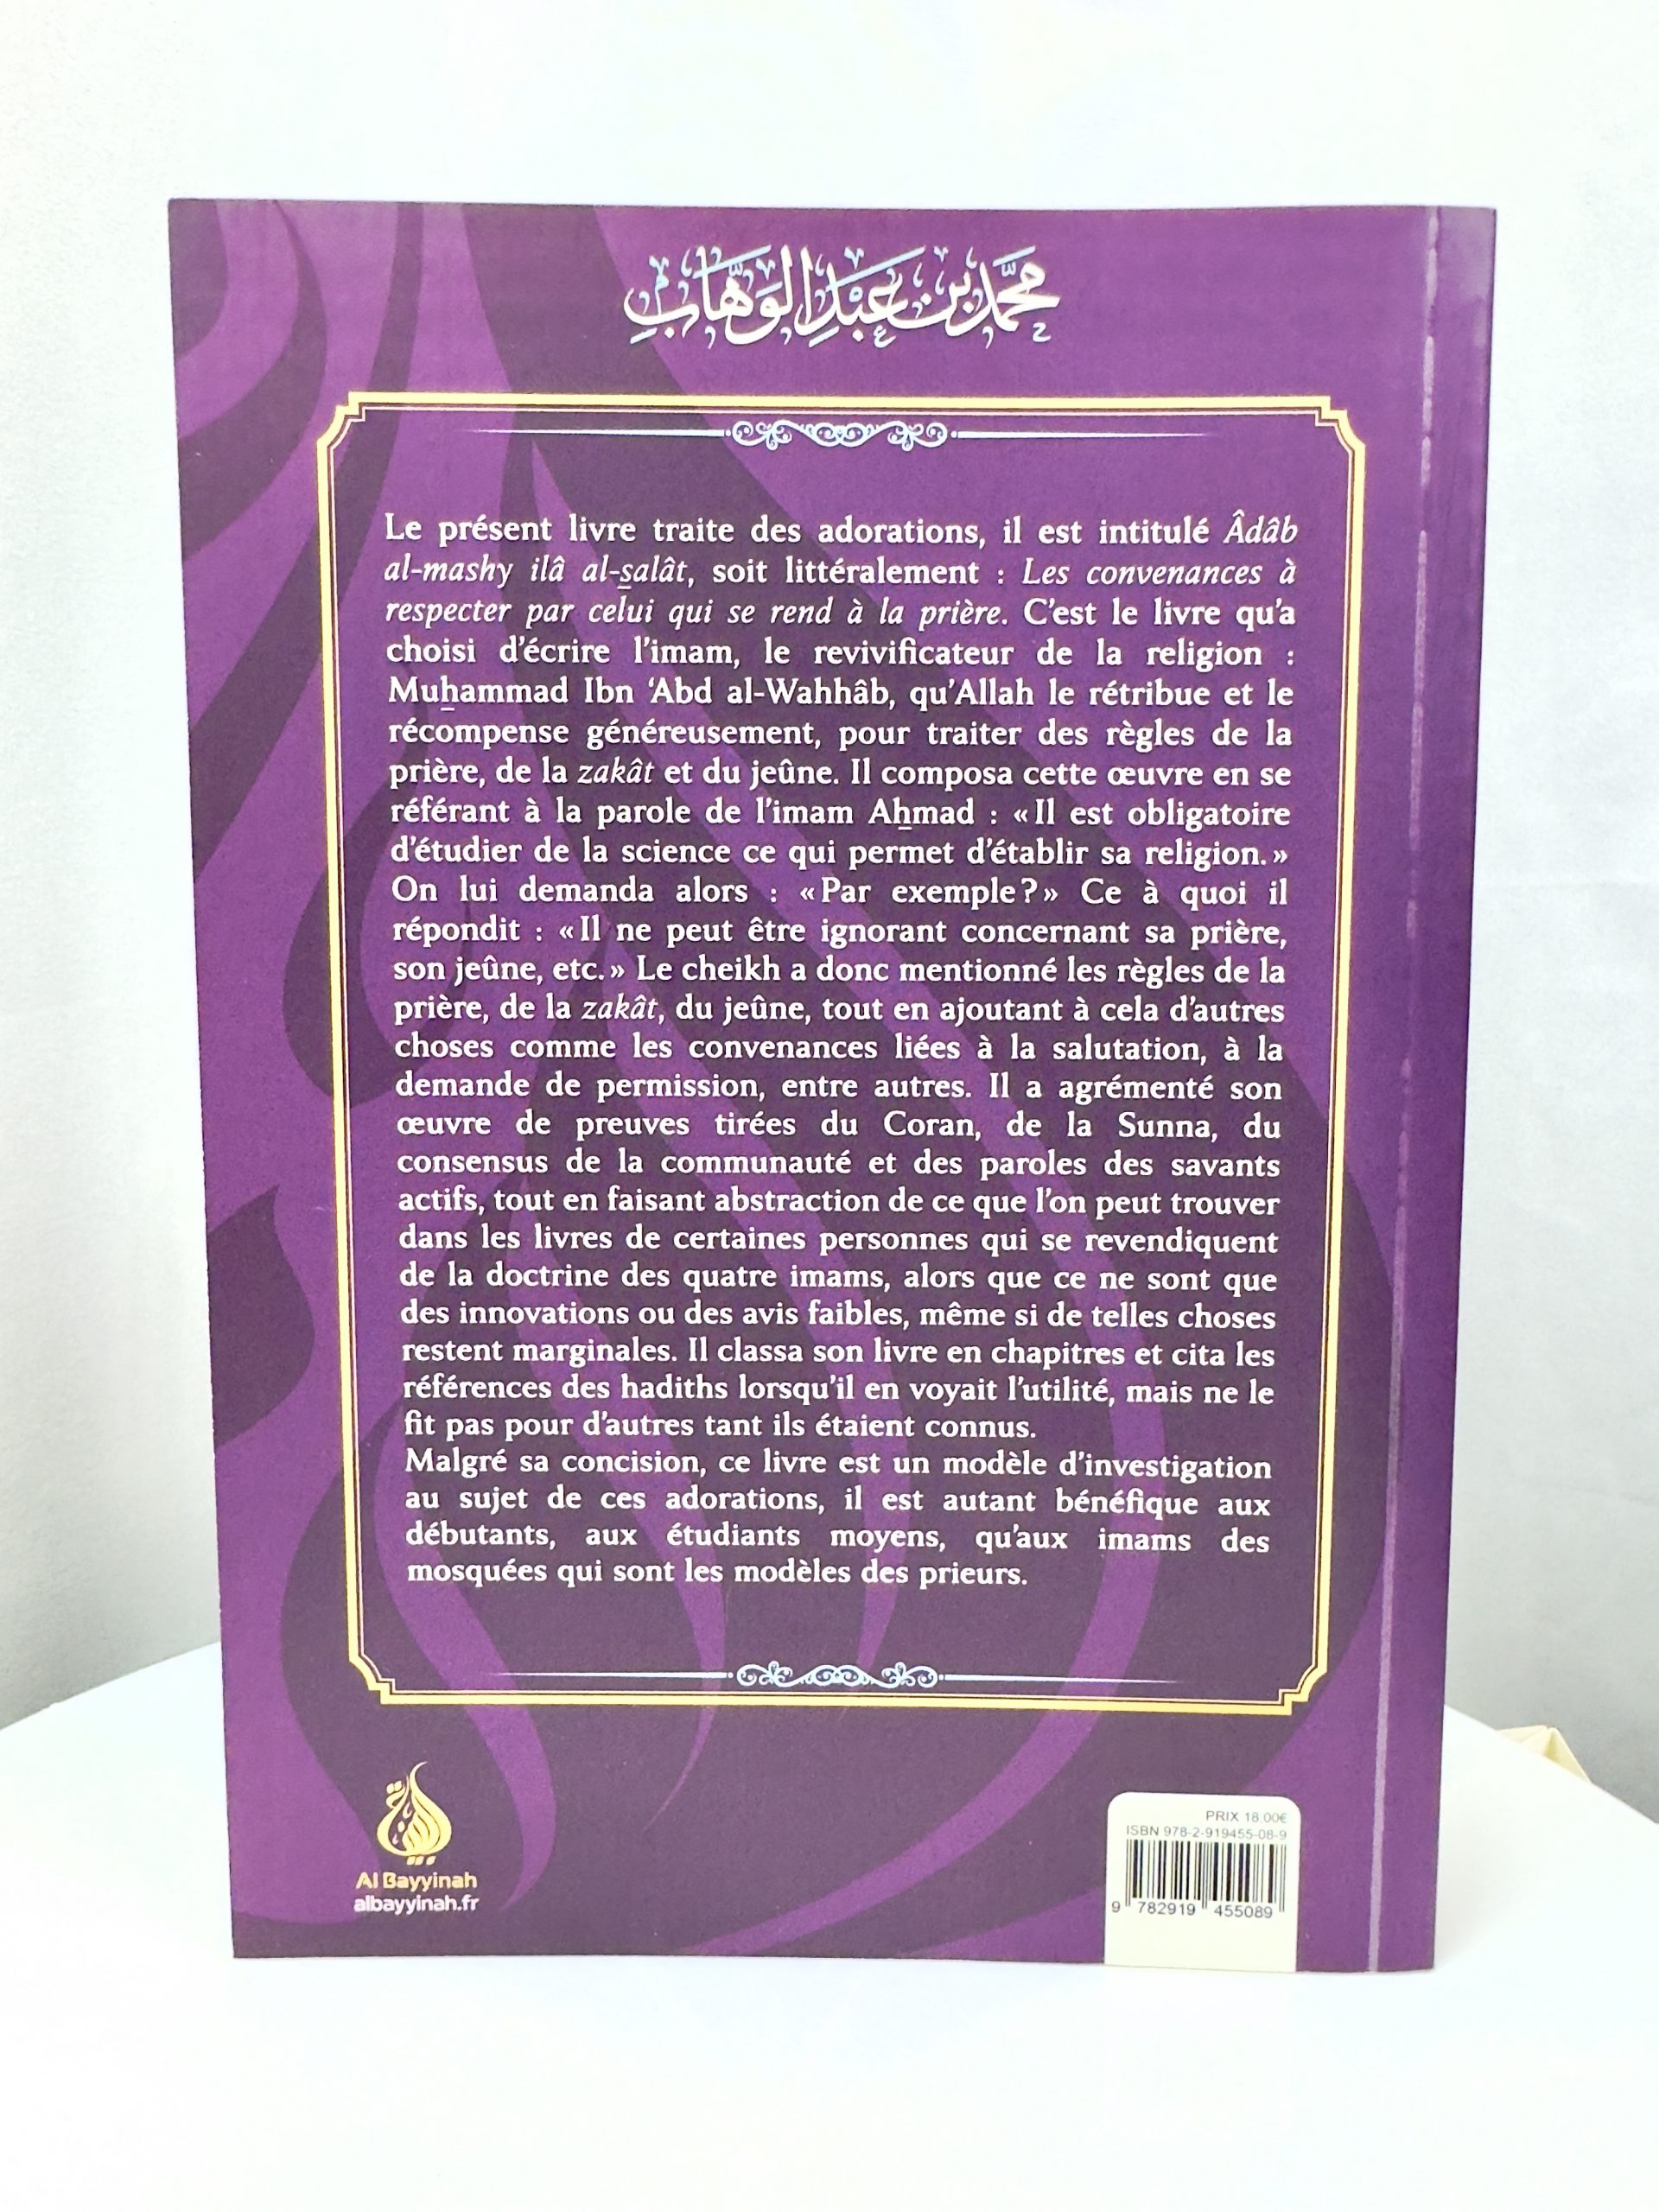 محمد بن عبد الوهاب
Le présent livre traite des adorations, il est intitulé Âdâb
al-mashy ilâ al-s̱alât, soit littéralement : Les convenances à
respecter par celui qui se rend à la prière. C'est le livre qu'a
choisi d'écrire l'imam, le revivificateur de la religion :
Muẖammad Ibn ‘Abd al-Wahhâb, qu'Allah le rétribue et le
récompense généreusement, pour traiter des règles de la
prière, de la zakât et du jeûne. Il composa cette œuvre en se
référant à la parole de l'imam Aẖmad : « Il est obligatoire
d'étudier de la science ce qui permet d'établir sa religion. »
On lui demanda alors : « Par exemple ? » Ce à quoi il
répondit : « Il ne peut être ignorant concernant sa prière,
son jeûne, etc. » Le cheikh a donc mentionné les règles de la
prière, de la zakât, du jeûne, tout en ajoutant à cela d'autres
choses comme les convenances liées à la salutation, à la
demande de permission, entre autres. Il a agrémenté son
œuvre de preuves tirées du Coran, de la Sunna, du
consensus de la communauté et des paroles des savants
actifs, tout en faisant abstraction de ce que l'on peut trouver
dans les livres de certaines personnes qui se revendiquent
de la doctrine des quatre imams, alors que ce ne sont que
des innovations ou des avis faibles, même si de telles choses
restent marginales. Il classa son livre en chapitres et cita les
références des hadiths lorsqu'il en voyait l'utilité, mais ne le
fit pas pour d'autres tant ils étaient connus.
Malgré sa concision, ce livre est un modèle d'investigation
au sujet de ces adorations, il est autant bénéfique aux
débutants, aux étudiants moyens, qu'aux imams des
mosquées qui sont les modèles des prieurs.
البينة
Al Bayyinah
albayyinah.fr
PRIX 18.00€
ISBN 978-2-919455-08-9
9 782919 455089